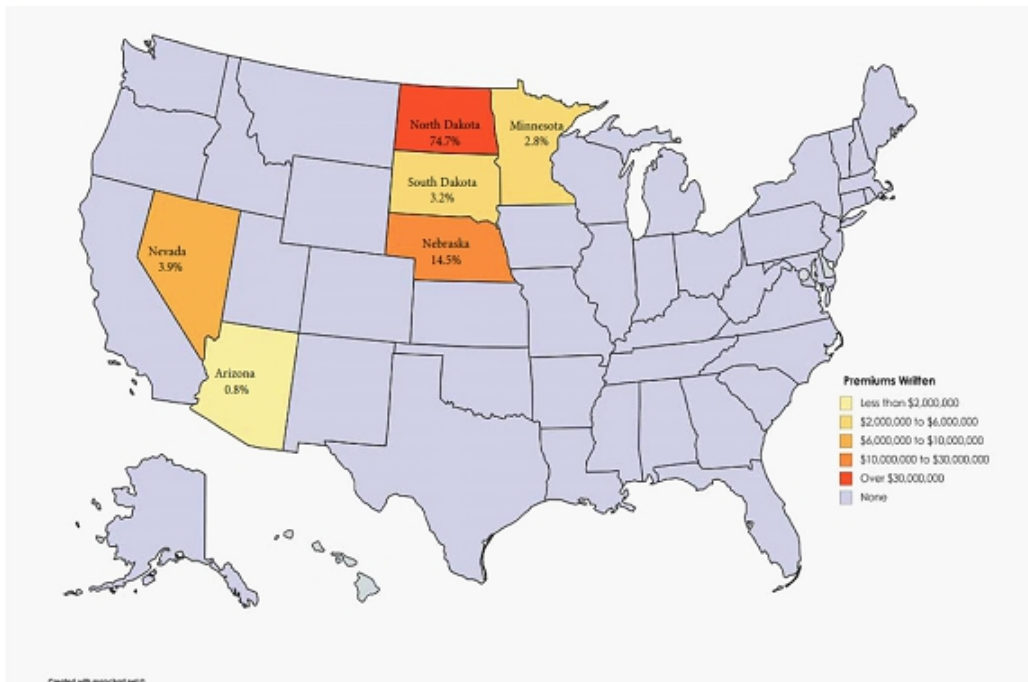 North Dakota
74.7%
Minnesota
2.8%
South Dakota
3.2%
Nebraska
14.5%
Nevada
3.9%
Arizona
0.8%
Premiums Written
Less than $2,000,000
$2,000,000 to $6,000,000
$6,000,000 to $10,000,000
$10,000,000 to $30,000,000
Over $30,000,000
None
Created with